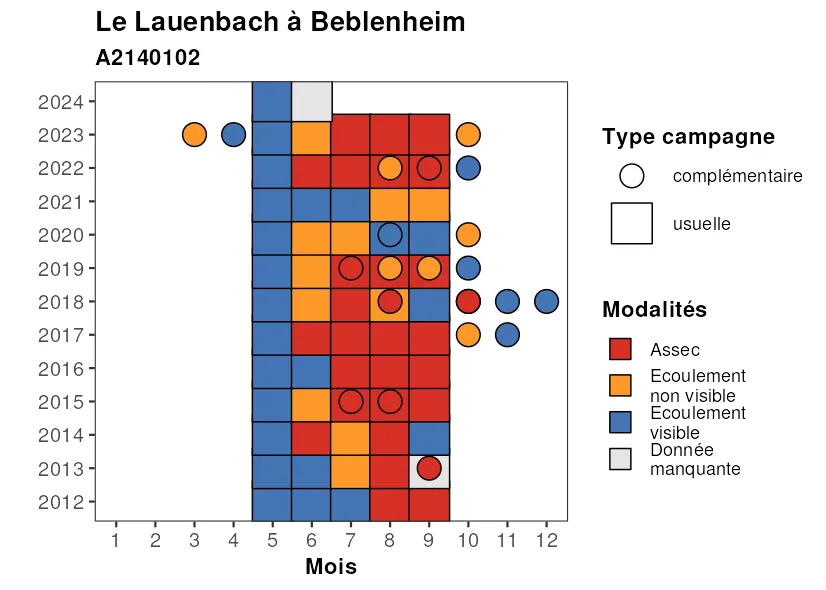 Le Lauenbach à Beblenheim
A2140102
2024
2023
2022
2021
2020
2019
2018
2017
2016
2015
2014
2013
2012
1 2 3 4 5 6 7 8 9 10 11 12
Mois
Type campagne
complémentaire
usuelle
Modalités
Assec
Ecoulement
non visible
Ecoulement
visible
Donnée
manquante